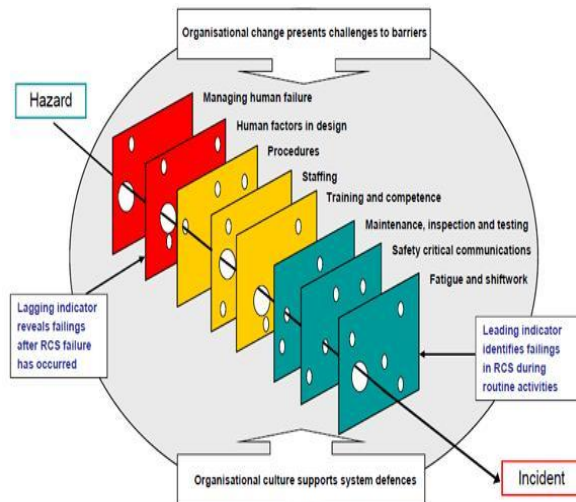 Organisational change presents challenges to barriers
Hazard
Managing human failure
Human factors in design
Procedures
Staffing
Training and competence
Maintenance, inspection and testing
Safety critical communications
Fatigue and shiftwork
Lagging indicator
reveals failings
after RCS failure
has occurred
Leading indicator
identifies failings
in RCS during
routine activities
Organisational culture supports system defences
Incident